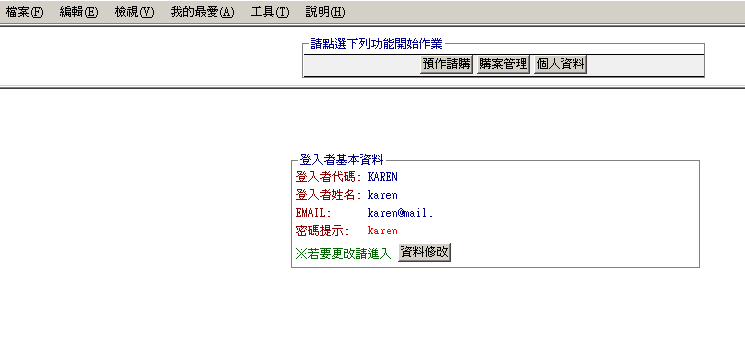 檔案(F) 編輯(E) 檢視(V) 我的最愛(A) 工具(T) 說明(H)
請點選下列功能開始作業
預作請購 購案管理 個人資料
登入者基本資料
登入者代碼: KAREN
登入者姓名: karen
EMAIL: karen@mail.
密碼提示: karen
※若要更改請進入 資料修改